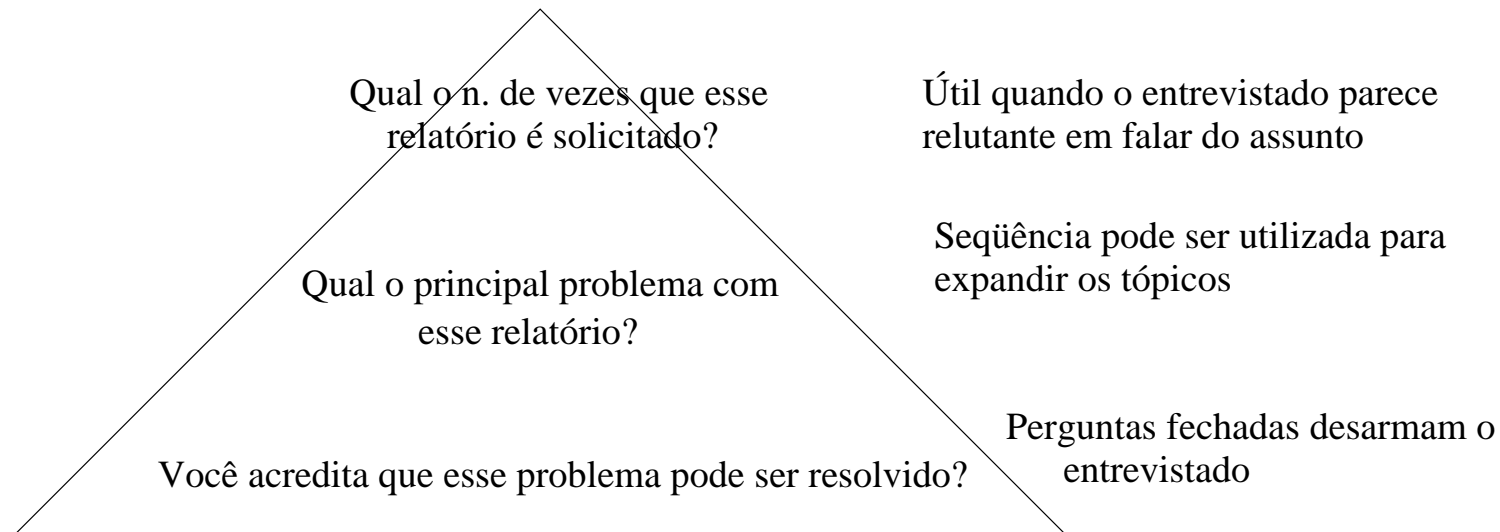 Qual o n. de vezes que esse
relatório é solicitado?
Útil quando o entrevistado parece
relutante em falar do assunto
Seqüência pode ser utilizada para
expandir os tópicos
Qual o principal problema com
esse relatório?
Perguntas fechadas desarmam o
entrevistado
Você acredita que esse problema pode ser resolvido?